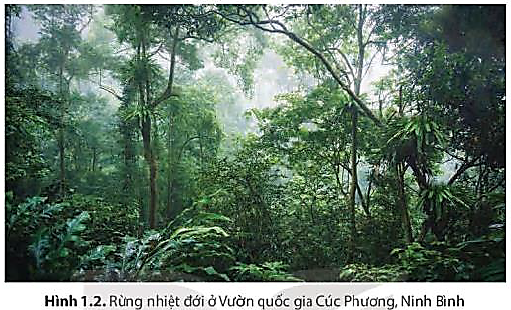 Hình 1.2. Rừng nhiệt đới ở Vườn quốc gia Cúc Phương, Ninh Bình